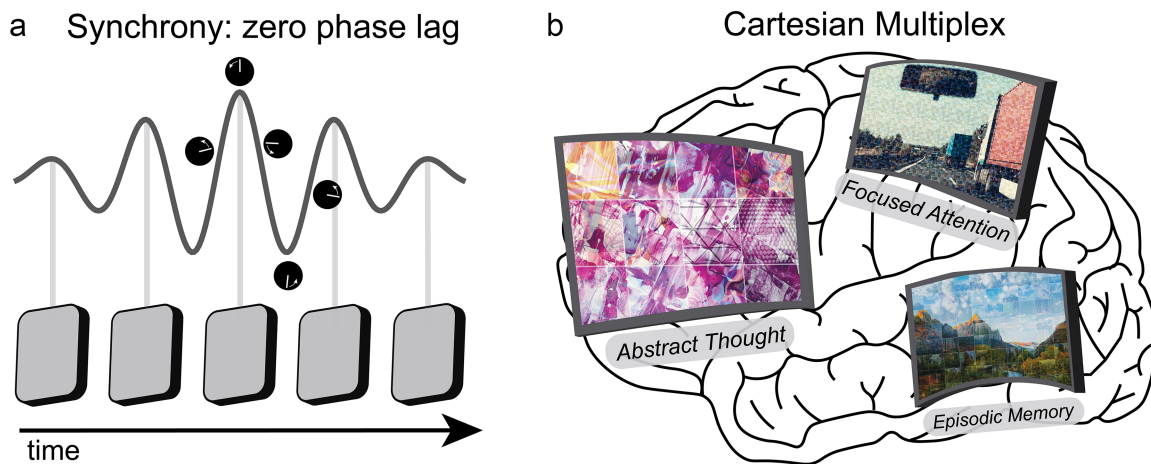 a
Synchrony: zero phase lag
time
b
Cartesian Multiplex
Focused Attention
Abstract Thought
Episodic Memory